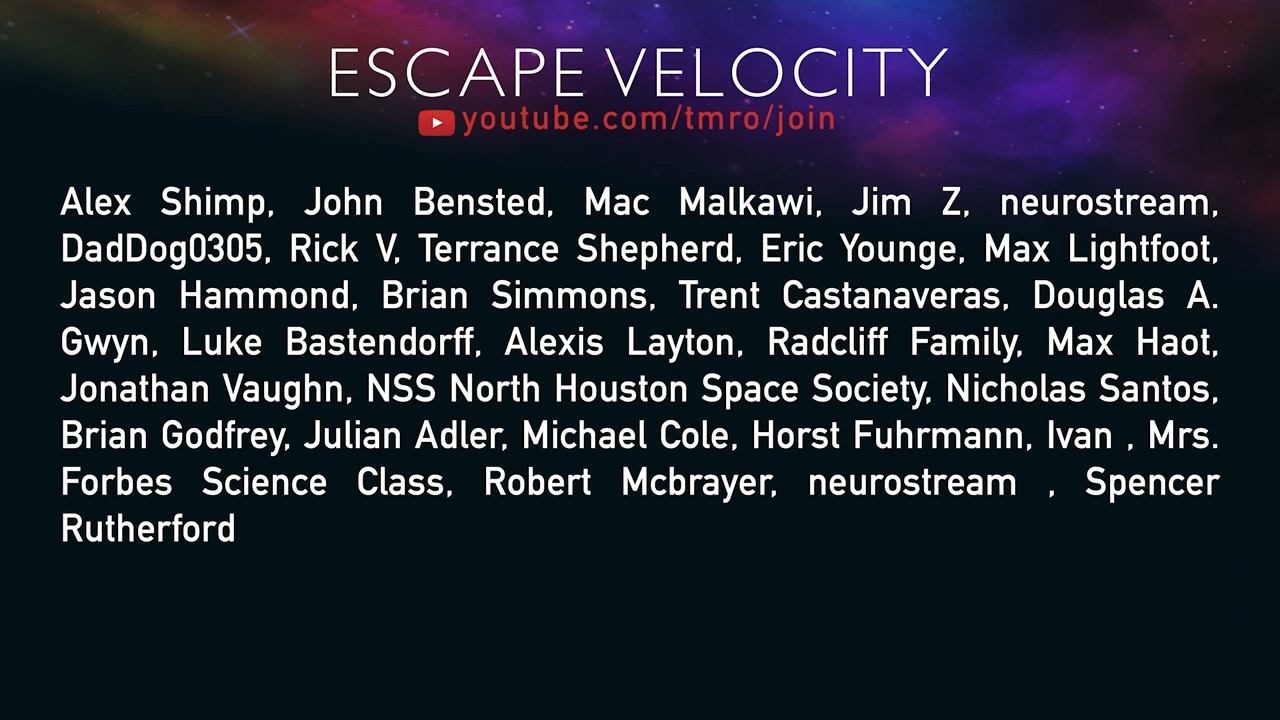 ESCAPE VELOCITY
youtube.com/tmro/join
Alex Shimp, John Bensted, Mac Malkawi, Jim Z, neurostream,
DadDog0305, Rick V, Terrance Shepherd, Eric Younge, Max Lightfoot,
Jason Hammond, Brian Simmons, Trent Castanaveras, Douglas A.
Gwyn, Luke Bastendorff, Alexis Layton, Radcliff Family, Max Haot,
Jonathan Vaughn, NSS North Houston Space Society, Nicholas Santos,
Brian Godfrey, Julian Adler, Michael Cole, Horst Fuhrmann, Ivan , Mrs.
Forbes Science Class, Robert Mcbrayer, neurostream , Spencer
Rutherford